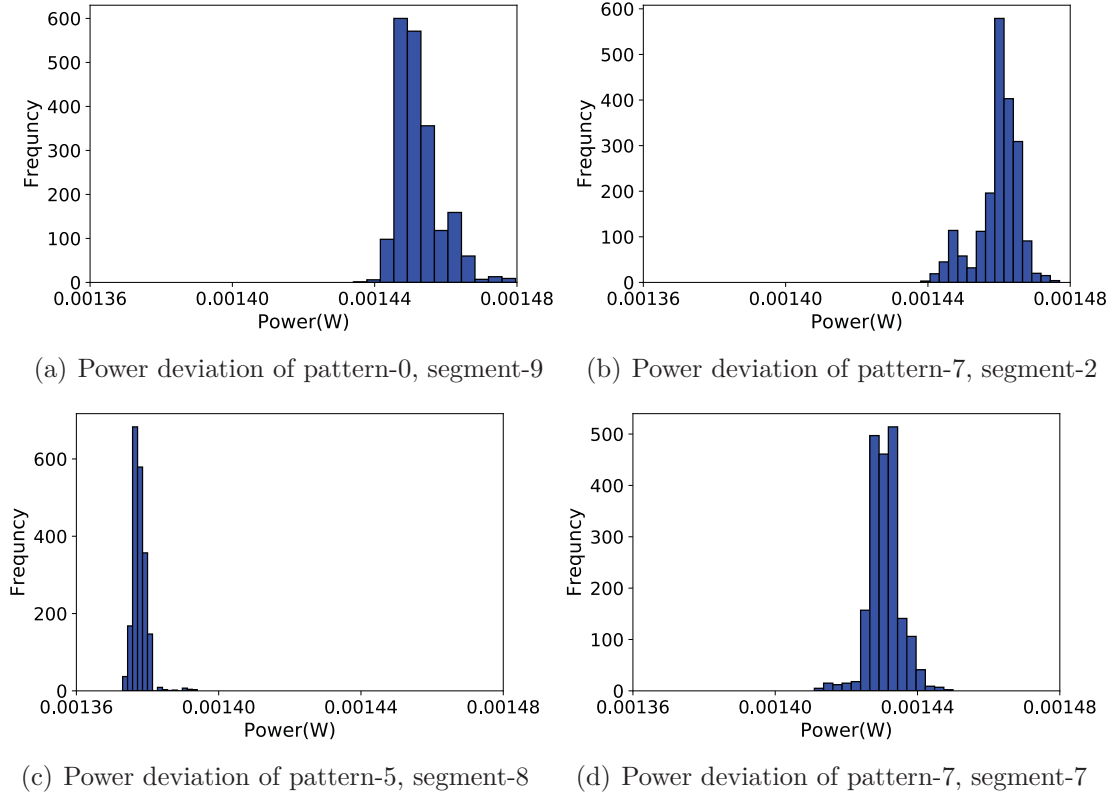 600
500
400
300
200
100
0
Frequncy
0.00136 0.00140 0.00144 0.00148
Power(W)
(a) Power deviation of pattern-0, segment-9
600
500
400
300
200
100
0
Frequncy
0.00136 0.00140 0.00144 0.00148
Power(W)
(b) Power deviation of pattern-7, segment-2
600
400
200
0
Frequncy
0.00136 0.00140 0.00144 0.00148
Power(W)
(c) Power deviation of pattern-5, segment-8
500
400
300
200
100
0
Frequncy
0.00136 0.00140 0.00144 0.00148
Power(W)
(d) Power deviation of pattern-7, segment-7